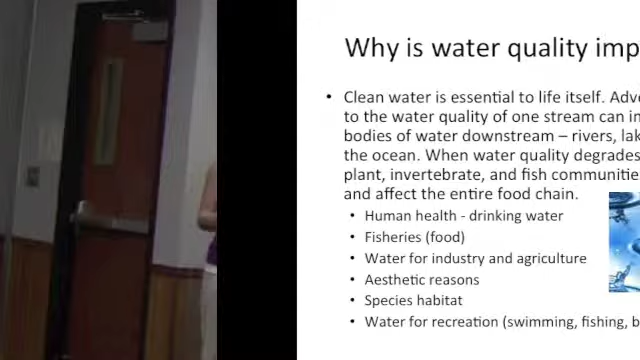 Why is water quality imp
• Clean water is essential to life itself. Adve
to the water quality of one stream can in
bodies of water downstream – rivers, lak
the ocean. When water quality degrades
plant, invertebrate, and fish communitie
and affect the entire food chain.
• Human health - drinking water
• Fisheries (food)
• Water for industry and agriculture
• Aesthetic reasons
• Species habitat
• Water for recreation (swimming, fishing, b